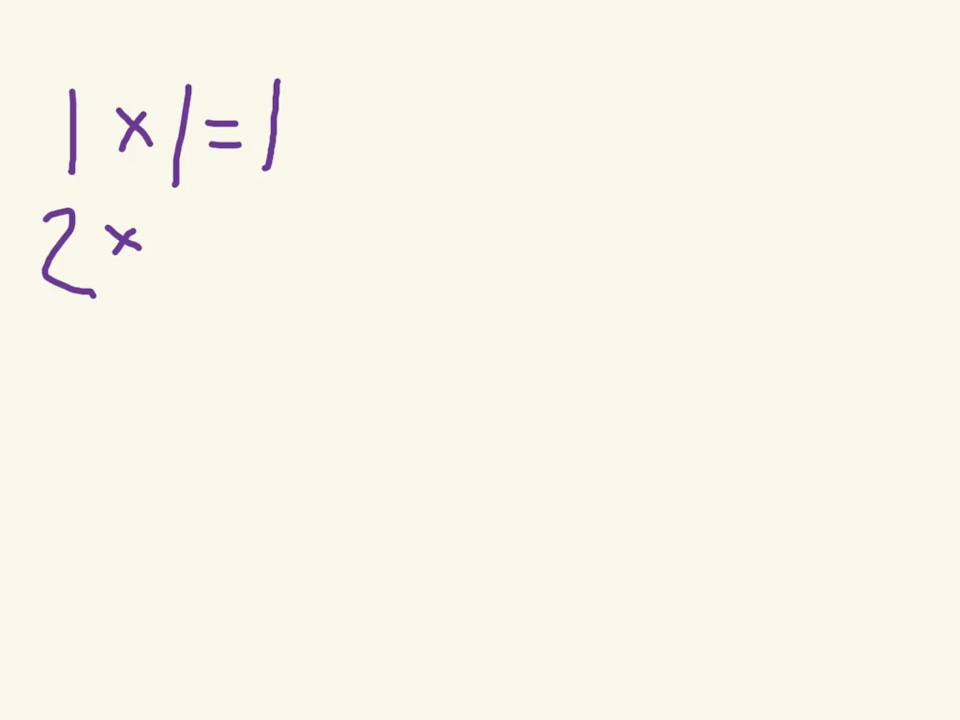 1 × 1 = 1
2 ×